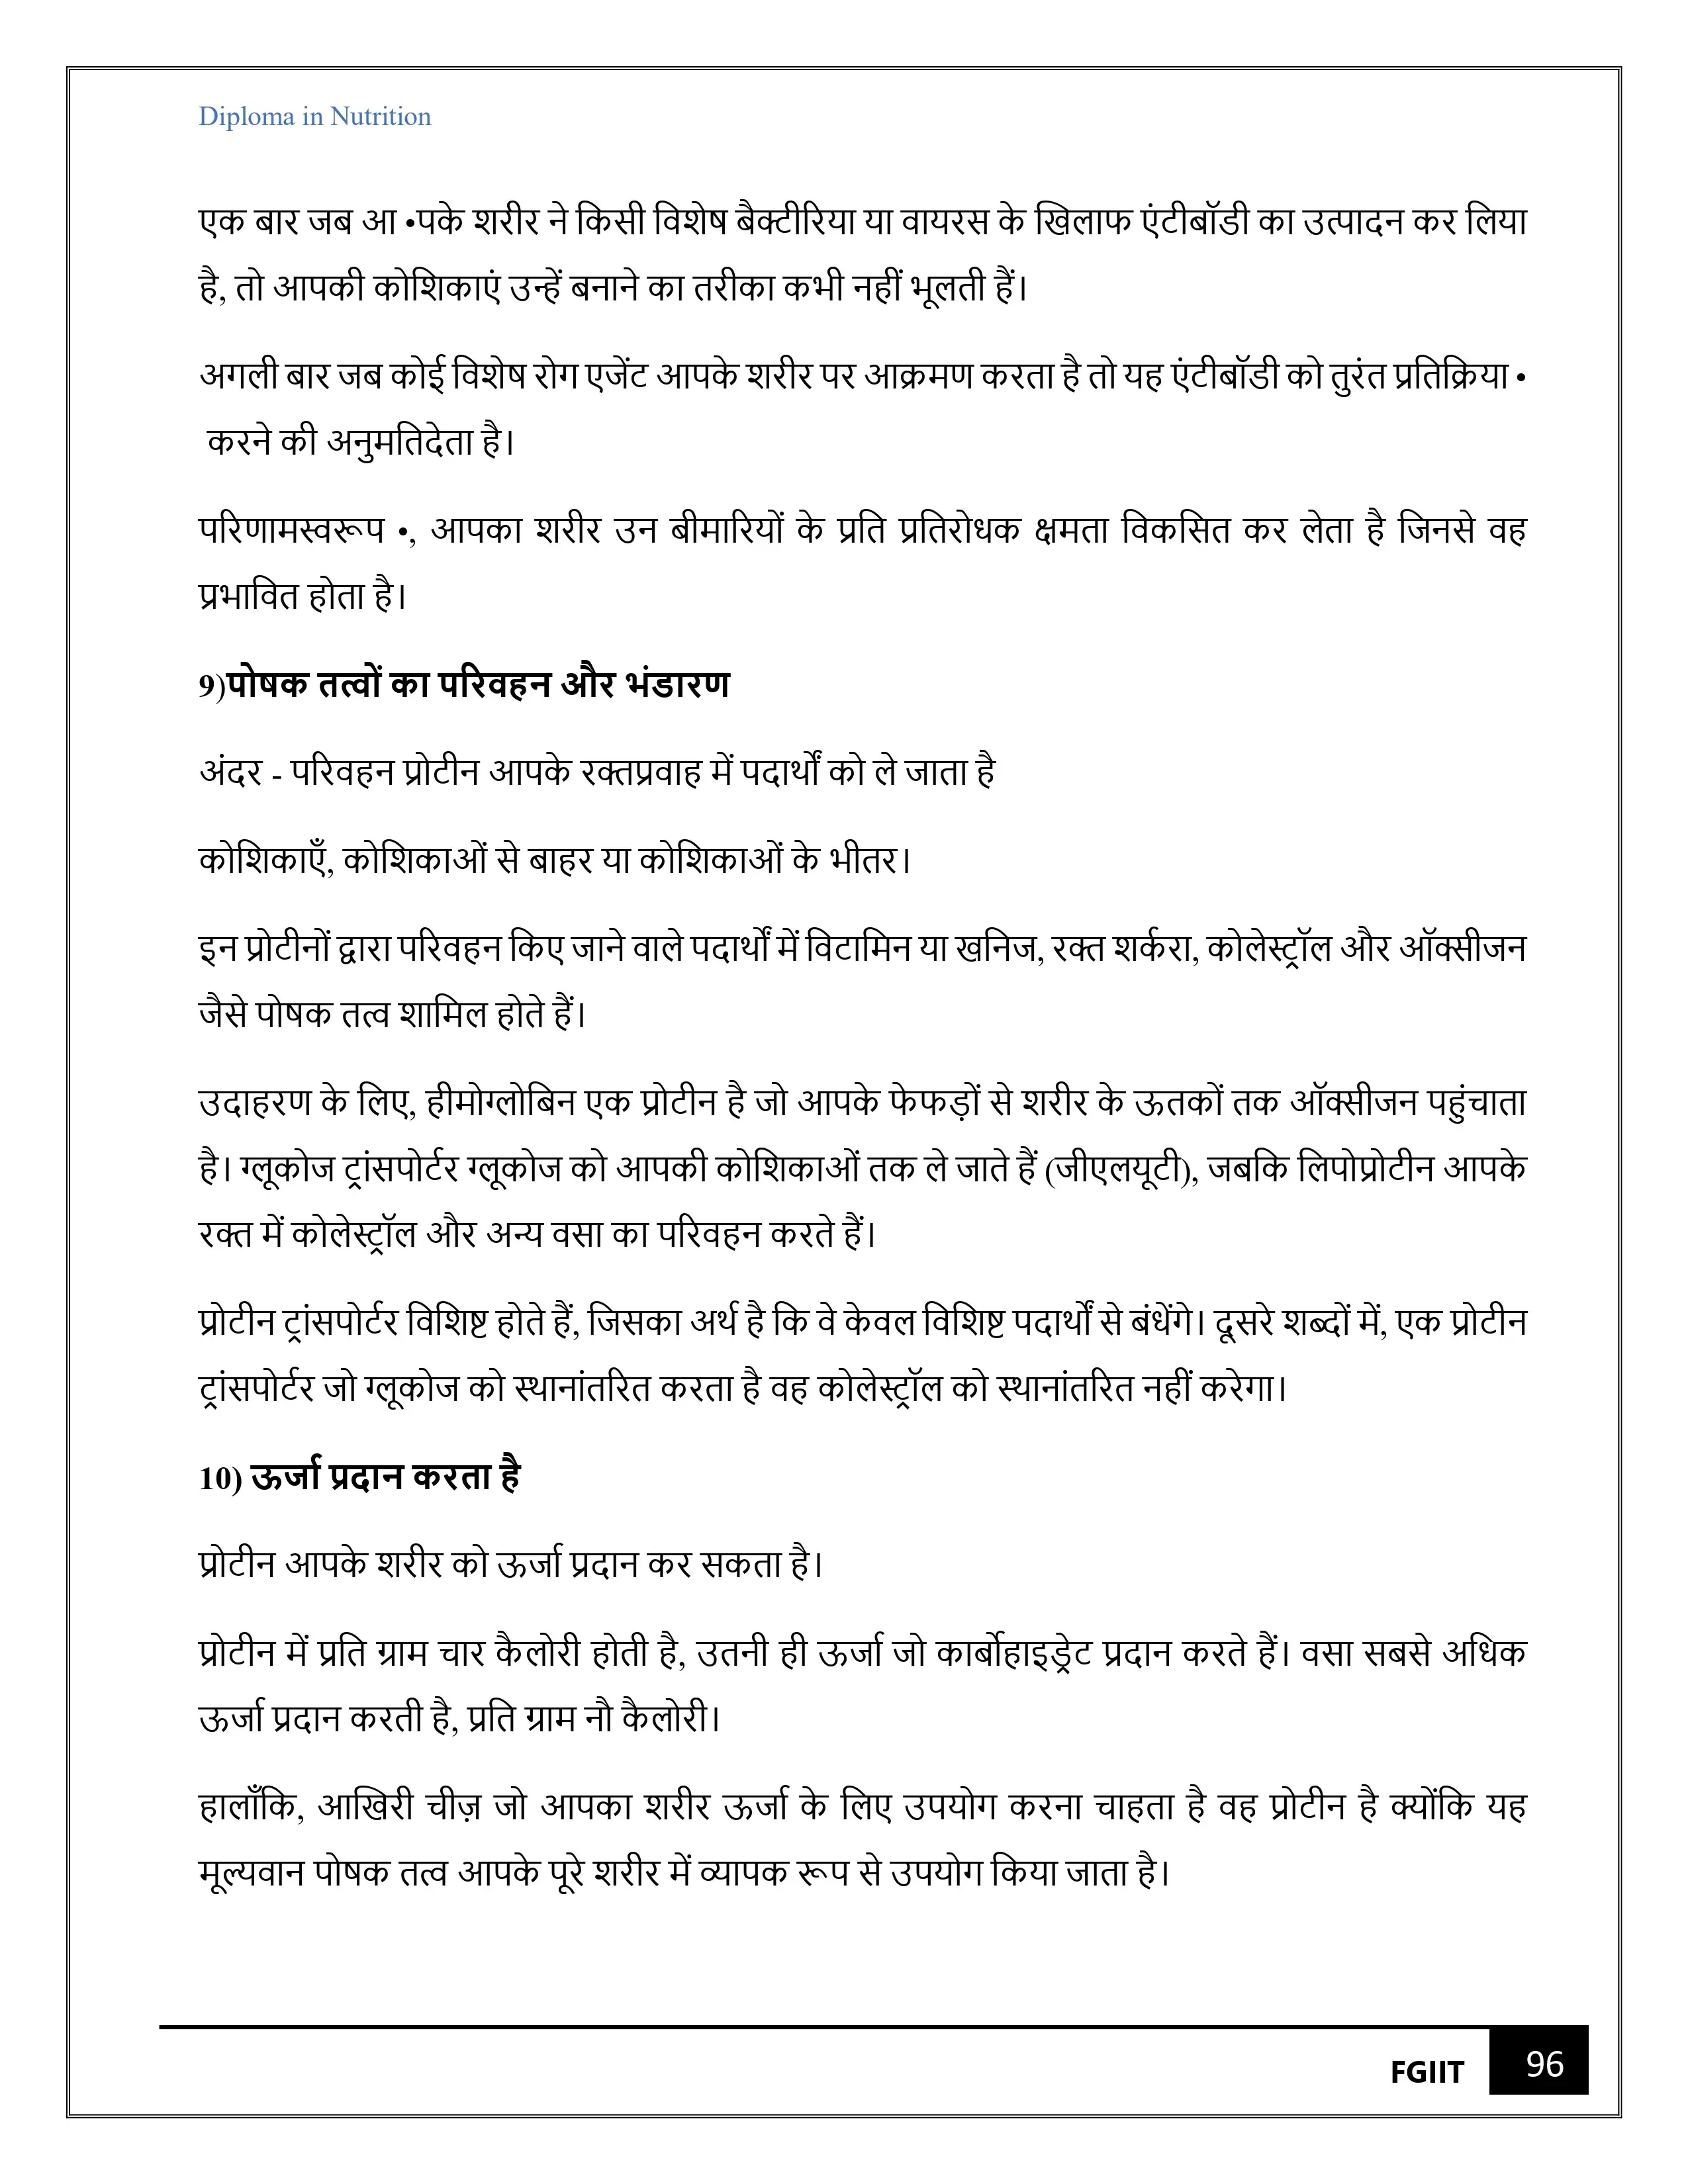 Diploma in Nutrition
एक बार जब आ •पके शरीर ने किसी विशेष बैक्टीरिया या वायरस के खिलाफ एंटीबॉडी का उत्पादन कर लिया
है, तो आपकी कोशिकाएं उन्हें बनाने का तरीका कभी नहीं भूलती हैं।
अगली बार जब कोई विशेष रोग एजेंट आपके शरीर पर आक्रमण करता है तो यह एंटीबॉडी को तुरंत प्रतिक्रिया •
करने की अनुमतिदेता है।
परिणामस्वरूप •, आपका शरीर उन बीमारियों के प्रति प्रतिरोधक क्षमता विकसित कर लेता है जिनसे वह
प्रभावित होता है।
9)पोषक तत्वों का परिवहन और भंडारण
अंदर - परिवहन प्रोटीन आपके रक्तप्रवाह में पदार्थों को ले जाता है
कोशिकाएँ, कोशिकाओं से बाहर या कोशिकाओं के भीतर।
इन प्रोटीनों द्वारा परिवहन किए जाने वाले पदार्थों में विटामिन या खनिज, रक्त शर्करा, कोलेस्ट्रॉल और ऑक्सीजन
जैसे पोषक तत्व शामिल होते हैं।
उदाहरण के लिए, हीमोग्लोबिन एक प्रोटीन है जो आपके फेफड़ों से शरीर के ऊतकों तक ऑक्सीजन पहुंचाता
है। ग्लूकोज ट्रांसपोर्टर ग्लूकोज को आपकी कोशिकाओं तक ले जाते हैं (जीएलयूटी), जबकि लिपोप्रोटीन आपके
रक्त में कोलेस्ट्रॉल और अन्य वसा का परिवहन करते हैं।
प्रोटीन ट्रांसपोर्टर विशिष्ट होते हैं, जिसका अर्थ है कि वे केवल विशिष्ट पदार्थों से बंधेंगे। दूसरे शब्दों में, एक प्रोटीन
ट्रांसपोर्टर जो ग्लूकोज को स्थानांतरित करता है वह कोलेस्ट्रॉल को स्थानांतरित नहीं करेगा।
10) ऊर्जा प्रदान करता है
प्रोटीन आपके शरीर को ऊर्जा प्रदान कर सकता है।
प्रोटीन में प्रति ग्राम चार कैलोरी होती है, उतनी ही ऊर्जा जो कार्बोहाइड्रेट प्रदान करते हैं। वसा सबसे अधिक
ऊर्जा प्रदान करती है, प्रति ग्राम नौ कैलोरी।
हालाँकि, आखिरी चीज़ जो आपका शरीर ऊर्जा के लिए उपयोग करना चाहता है वह प्रोटीन है क्योंकि यह
मूल्यवान पोषक तत्व आपके पूरे शरीर में व्यापक रूप से उपयोग किया जाता है।
FGIIT 96